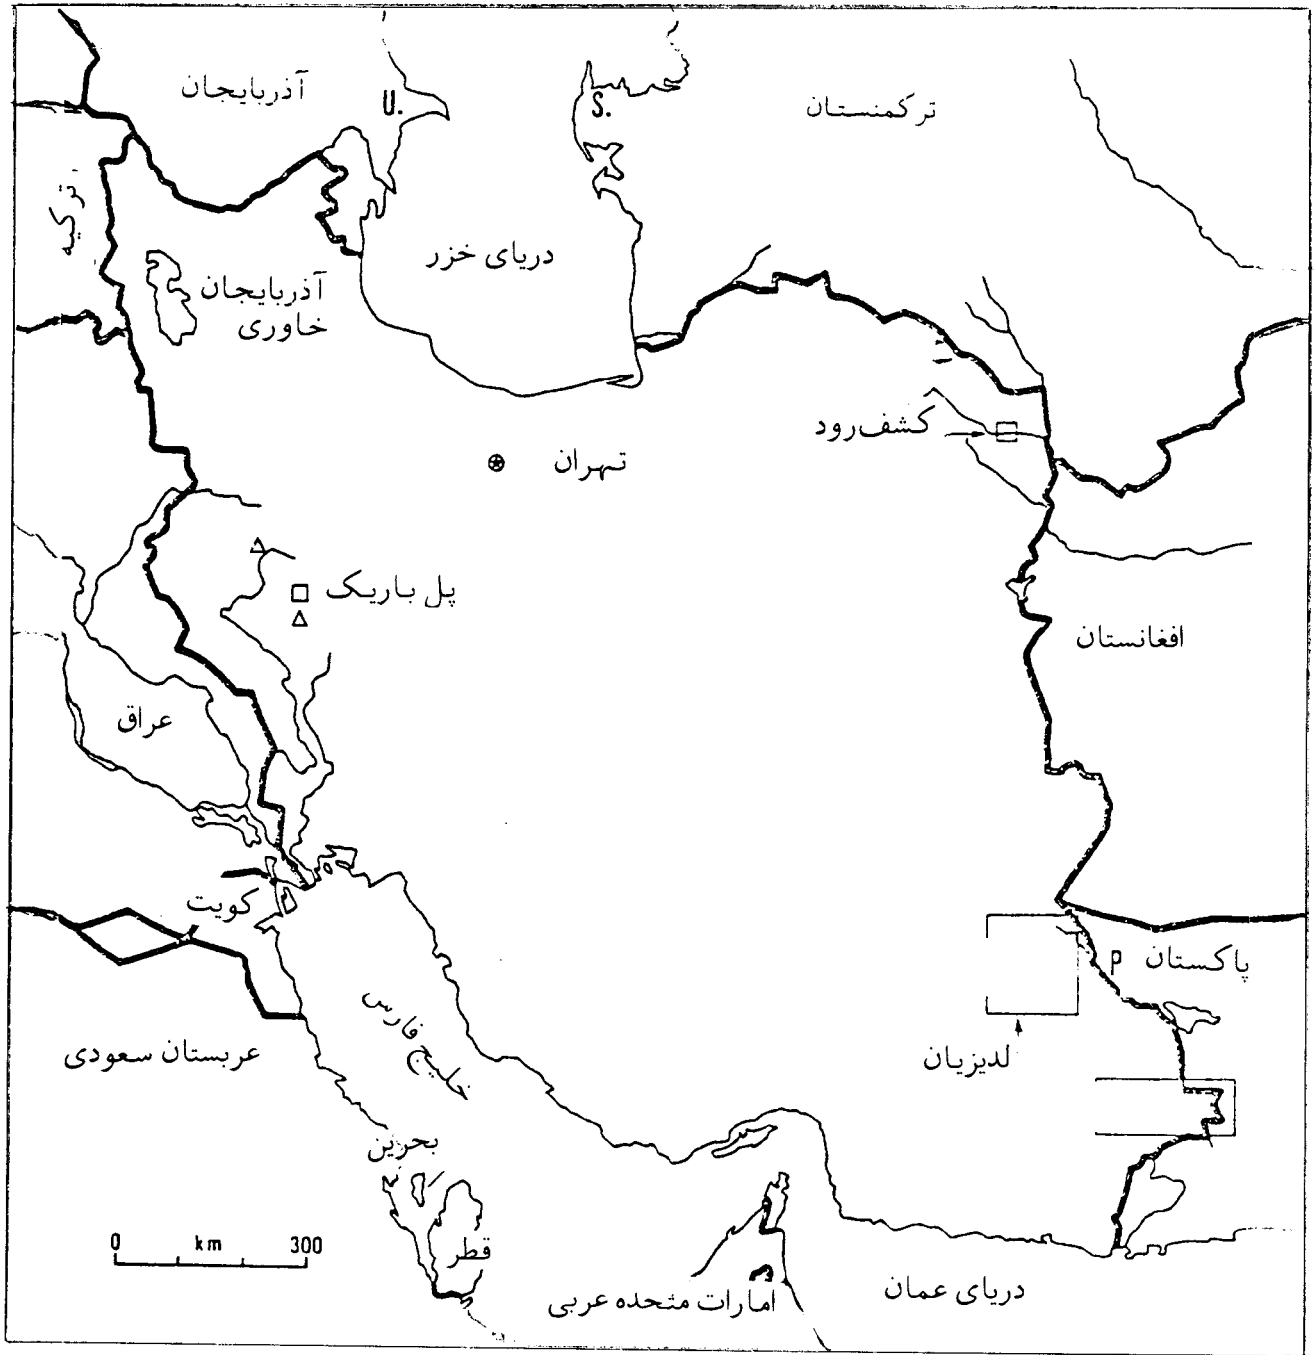 آذربایجان
U.
S.
ترکمنستان
ترکیه
دریای خزر
آذربایجان
خاوری
کشف‌رود
تهران
پل باریک
افغانستان
عراق
کویت
پاکستان
P
خلیج فارس
عربستان سعودی
لدیزیان
بحرین
قطر
0 km 300
امارات متحده عربی
دریای عمان